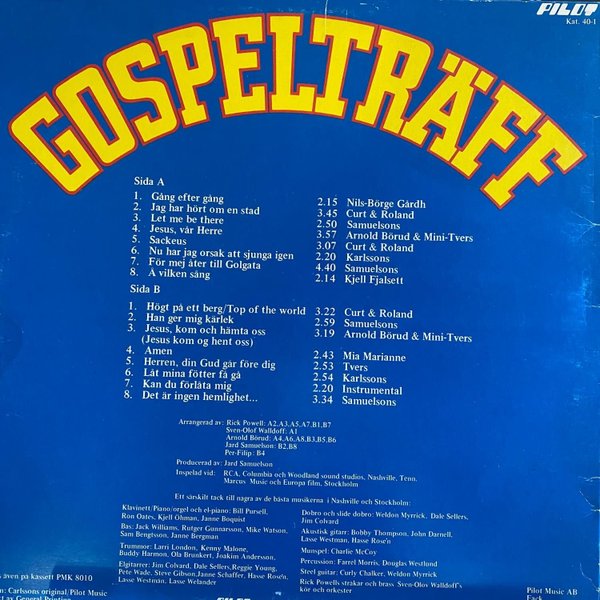 PILOT
Kat. 40-1
GOSPELTRÄFF
Sida A
1. Gång efter gång 2.15 Nils-Börge Gårdh
2. Jag har hört om en stad 3.45 Curt & Roland
3. Let me be there 2.50 Samuelsons
4. Jesus, vår Herre 3.57 Arnold Börud & Mini-Tvers
5. Sackeus 3.07 Curt & Roland
6. Nu har jag orsak att sjunga igen 2.20 Karlssons
7. För mej åter till Golgata 4.40 Samuelsons
8. Å vilken sång 2.14 Kjell Fjalsett
Sida B
1. Högt på ett berg/Top of the world 3.22 Curt & Roland
2. Han ger mig kärlek 2.59 Samuelsons
3. Jesus, kom och hämta oss 3.19 Arnold Börud & Mini-Tvers
(Jesus kom og hent oss)
4. Amen 2.43 Mia Marianne
5. Herren, din Gud går före dig 2.53 Tvers
6. Låt mina fötter få gå 2.54 Karlssons
7. Kan du förlåta mig 2.20 Instrumental
8. Det är ingen hemlighet... 3.34 Samuelsons
Arrangerad av: Rick Powell: A2,A3,A5,A7,B1,B7
Sven-Olof Walldoff: A1
Arnold Börud: A4,A6,A8,B3,B5,B6
Jard Samuelson: B2,B8
Per-Filip: B4
Producerad av: Jard Samuelson
Inspelad vid: RCA, Columbia och Woodland sound studios, Nashville, Tenn.
Marcus Music och Europa film, Stockholm
Ett särskilt tack till några av de bästa musikerna i Nashville och Stockholm:
Klavinett/Piano/orgel och el-piano: Bill Pursell,
Ron Oates, Kjell Öhman, Janne Boquist
Bas: Jack Williams, Rutger Gunnarsson, Mike Watson,
Sam Bengtsson, Janne Bergman
Trummor: Larri London, Kenny Malone,
Buddy Harmon, Ola Brunkert, Joakim Andersson,
Elgitarrer: Jim Colvard, Dale Sellers, Reggie Young,
Pete Wade, Steve Gibson, Janne Schaffer, Hasse Rosén,
Lasse Westman, Lasse Welander
Dobro och slide dobro: Weldon Myrrick, Dale Sellers,
Jim Colvard
Akustisk gitarr: Bobby Thompson, John Darnell,
Lasse Westman, Hasse Rosén
Munspel: Charlie McCoy
Percussion: Farrel Morris, Douglas Westlund
Steel guitar: Curly Chalker, Weldon Myrrick
Rick Powells stråkar och brass Sven-Olov Walldoff's
kör och orkester
även på kassett PMK 8010
Carlssons original/Pilot Music
PILOT
Pilot Music AB
Fack